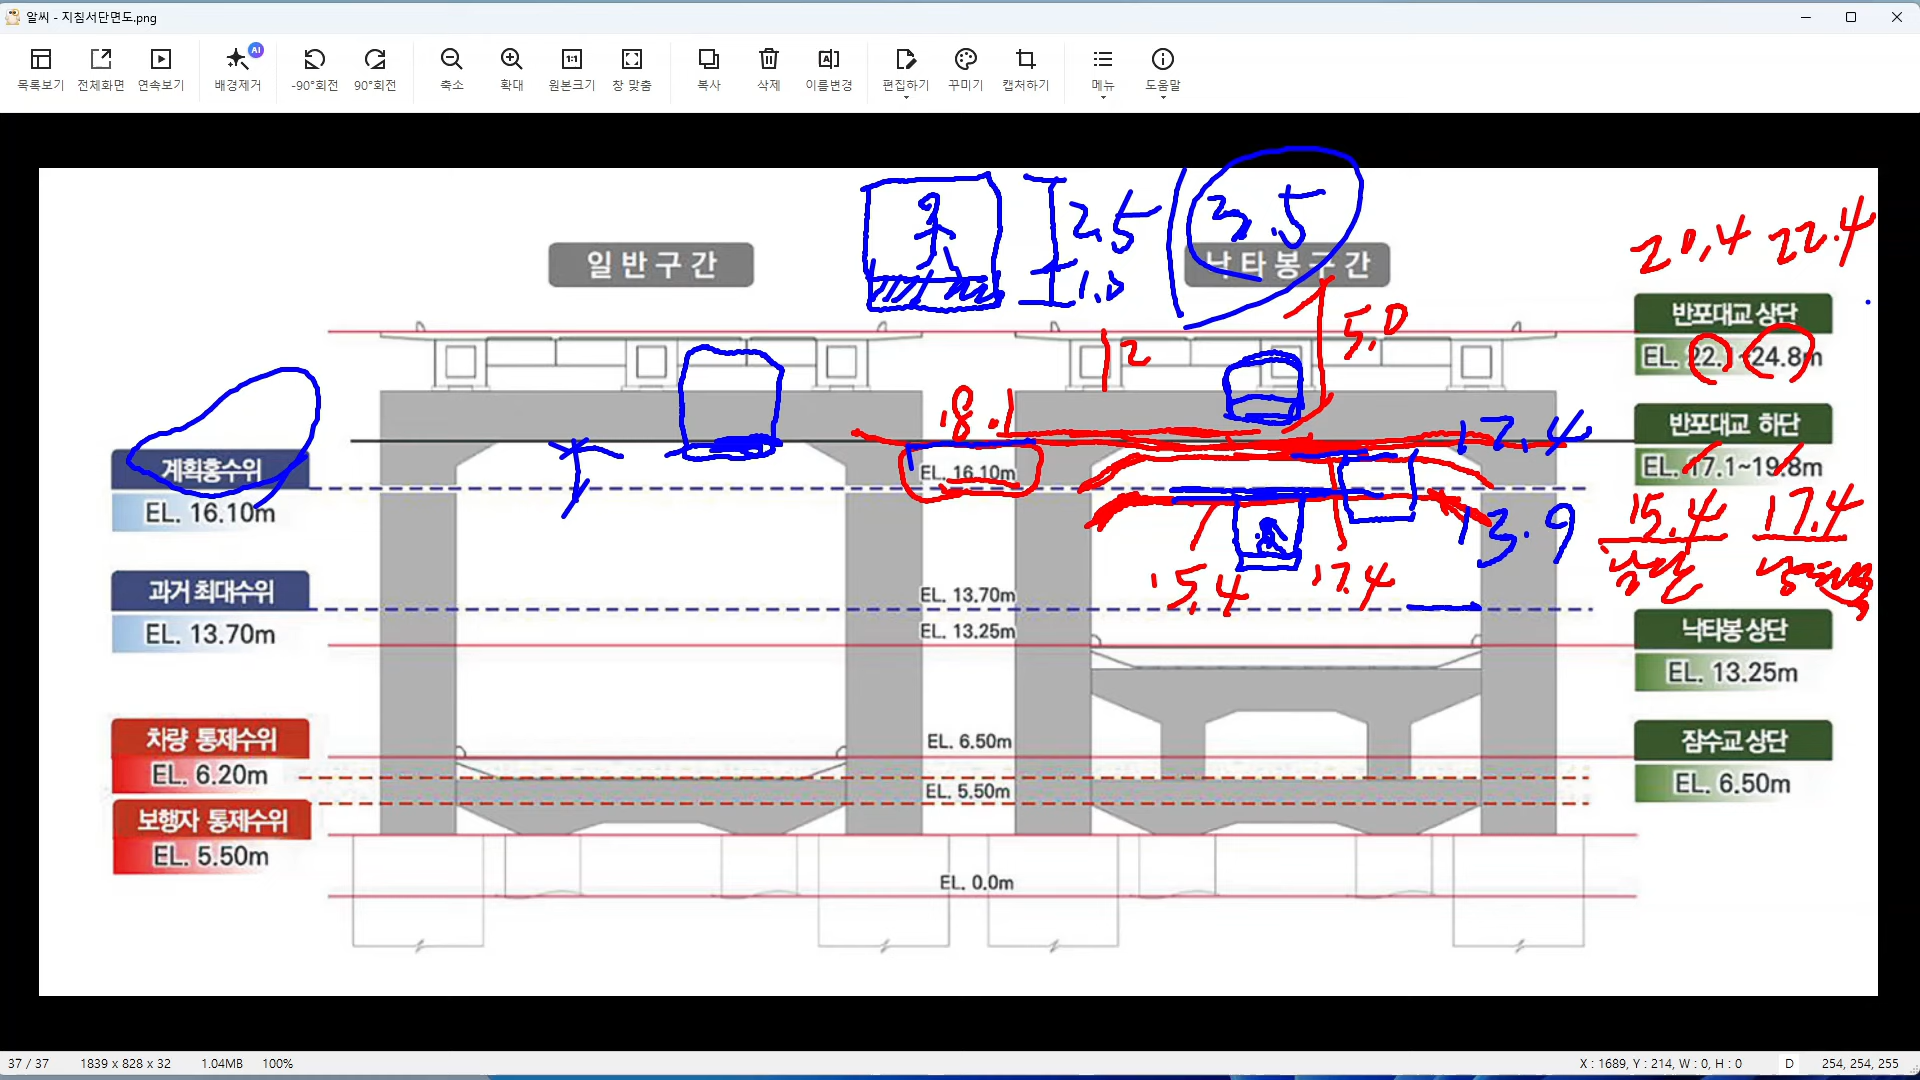 알씨 - 지침서단면도.png
목록보기 전체화면 연속보기 배경제거 AI -90°회전 90°회전 축소 확대 1:1 원본크기 창 맞춤 복사 삭제 이름변경 편집하기 꾸미기 캡처하기 메뉴 도움말
일반구간
낙타봉구간
2.5
1.0
3.5
20.4 22.4
5.0
2
18.1
17.4
13.9
15.4 17.4
15.4 17.4
남단
반포대교 상단
EL. 22.1~24.8m
반포대교 하단
EL. 17.1~19.8m
낙타봉 상단
EL. 13.25m
잠수교 상단
EL. 6.50m
계획홍수위
EL. 16.10m
과거 최대수위
EL. 13.70m
차량 통제수위
EL. 6.20m
보행자 통제수위
EL. 5.50m
EL. 16.10m
EL. 13.70m
EL. 13.25m
EL. 6.50m
EL. 5.50m
EL. 0.0m
37 / 37 1839 x 828 x 32 1.04MB 100% X : 1689, Y : 214, W : 0, H : 0 D 254, 254, 255